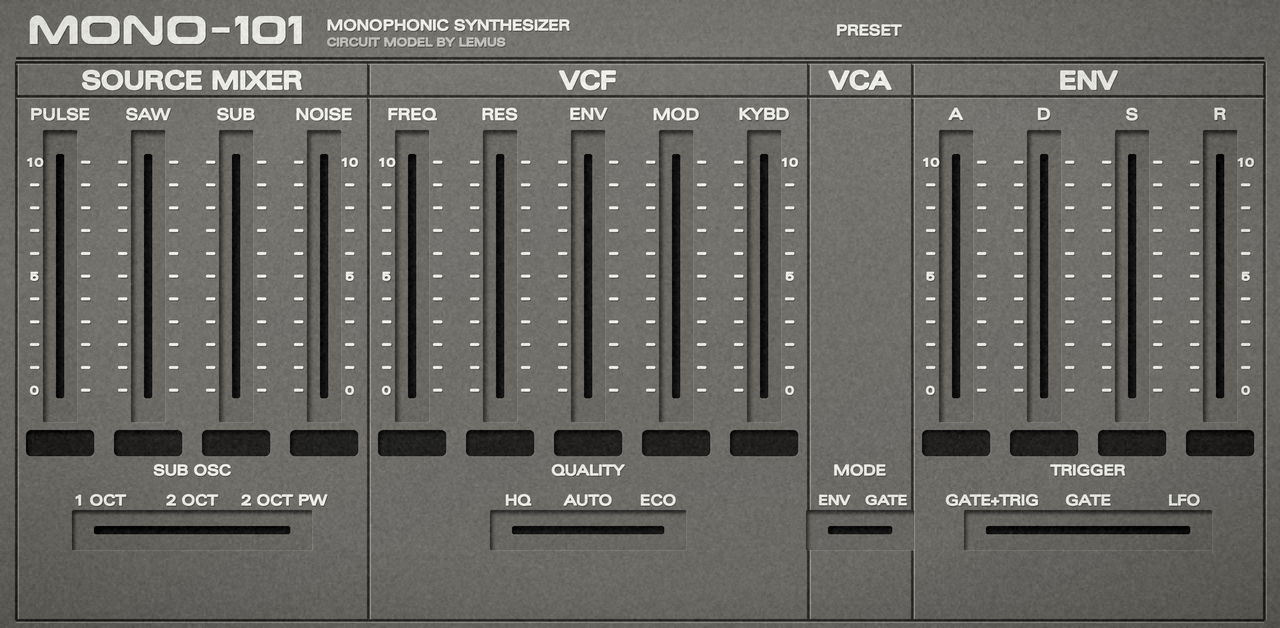 MONO-101 MONOPHONIC SYNTHESIZER PRESET
CIRCUIT MODEL BY LEMUS
SOURCE MIXER VCF VCA ENV
PULSE SAW SUB NOISE FREQ RES ENV MOD KYBD A D S R
10 10 10 10 10 10
5 5 5 5 5 5
0 0 0 0 0 0
SUB OSC QUALITY MODE TRIGGER
1 OCT 2 OCT 2 OCT PW HQ AUTO ECO ENV GATE GATE+TRIG GATE LFO